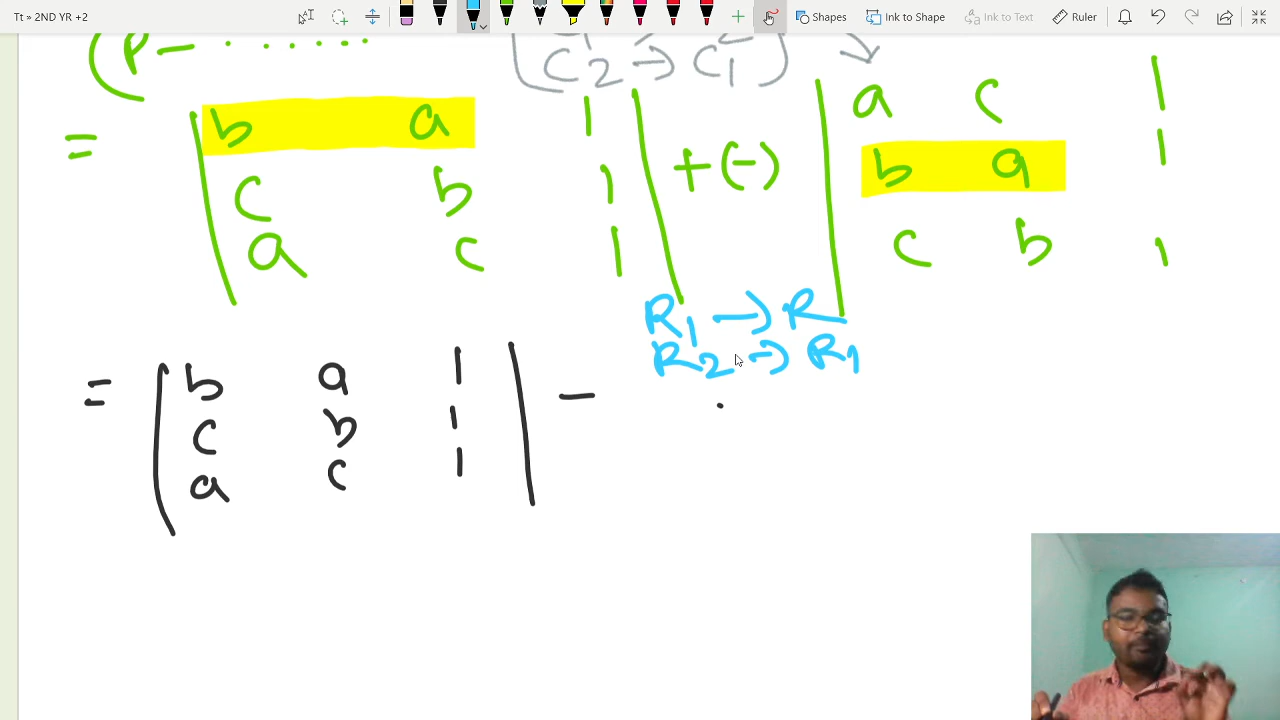 Tt » 2ND YR +2 Shapes Ink to Shape Ink to Text Ruler
(P - . . . . . . .
C2 → C1
= | b a 1 | + (-) | a c 1 |
c b 1 b a 1
a c 1 c b 1
R1 → R
R2 → R1
= | b a 1 | - .
c b 1
a c 1